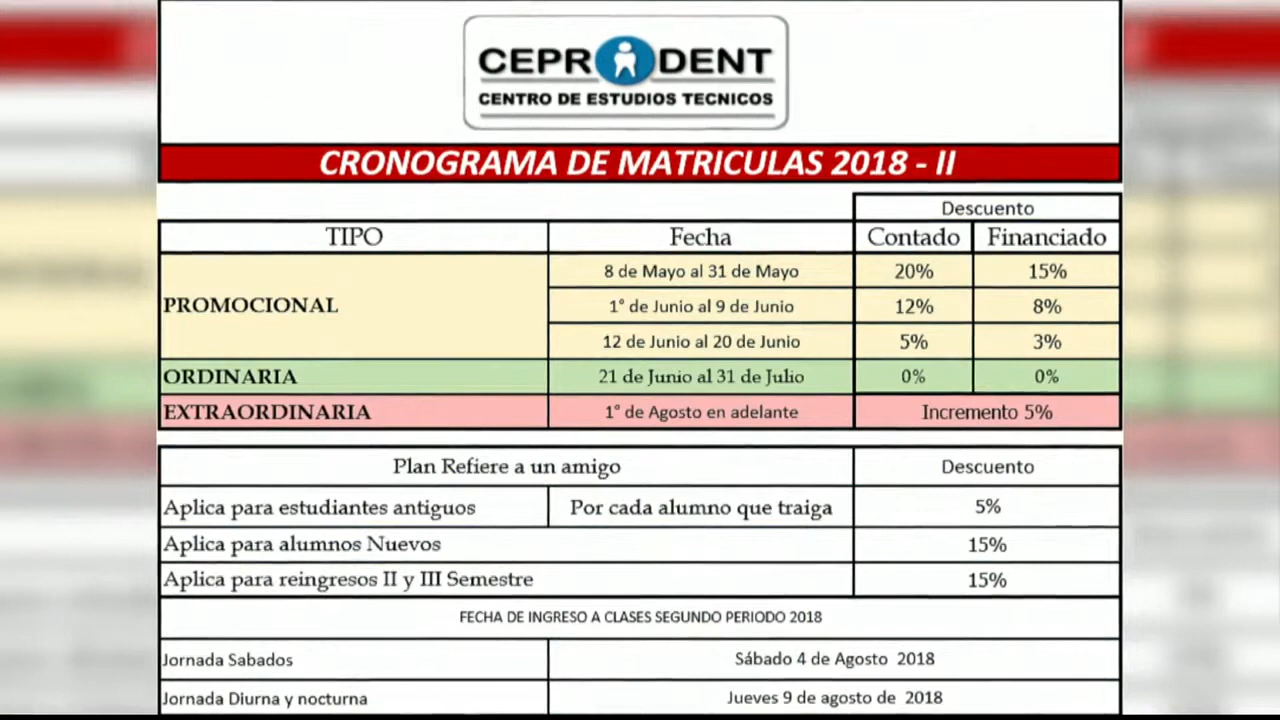 CEPRODENT
CENTRO DE ESTUDIOS TECNICOS
CRONOGRAMA DE MATRICULAS 2018 - II
Descuento
TIPO Fecha Contado Financiado
8 de Mayo al 31 de Mayo 20% 15%
PROMOCIONAL 1° de Junio al 9 de Junio 12% 8%
12 de Junio al 20 de Junio 5% 3%
ORDINARIA 21 de Junio al 31 de Julio 0% 0%
EXTRAORDINARIA 1° de Agosto en adelante Incremento 5%
Plan Refiere a un amigo Descuento
Aplica para estudiantes antiguos Por cada alumno que traiga 5%
Aplica para alumnos Nuevos 15%
Aplica para reingresos II y III Semestre 15%
FECHA DE INGRESO A CLASES SEGUNDO PERIODO 2018
Jornada Sabados Sábado 4 de Agosto 2018
Jornada Diurna y nocturna Jueves 9 de agosto de 2018